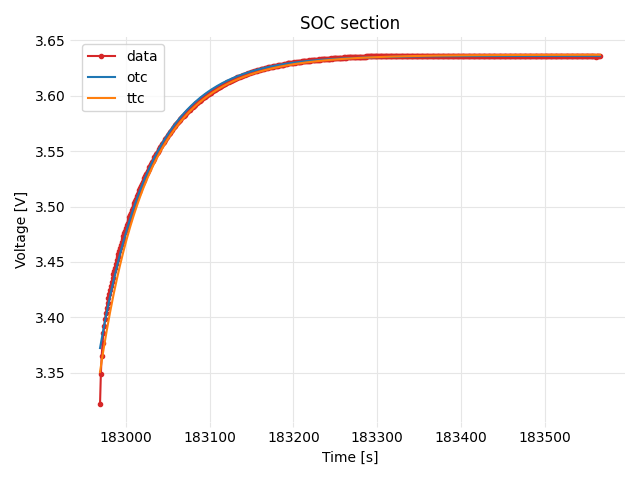 SOC section
data
otc
ttc
3.65
3.60
3.55
3.50
3.45
3.40
3.35
Voltage [V]
183000 183100 183200 183300 183400 183500
Time [s]